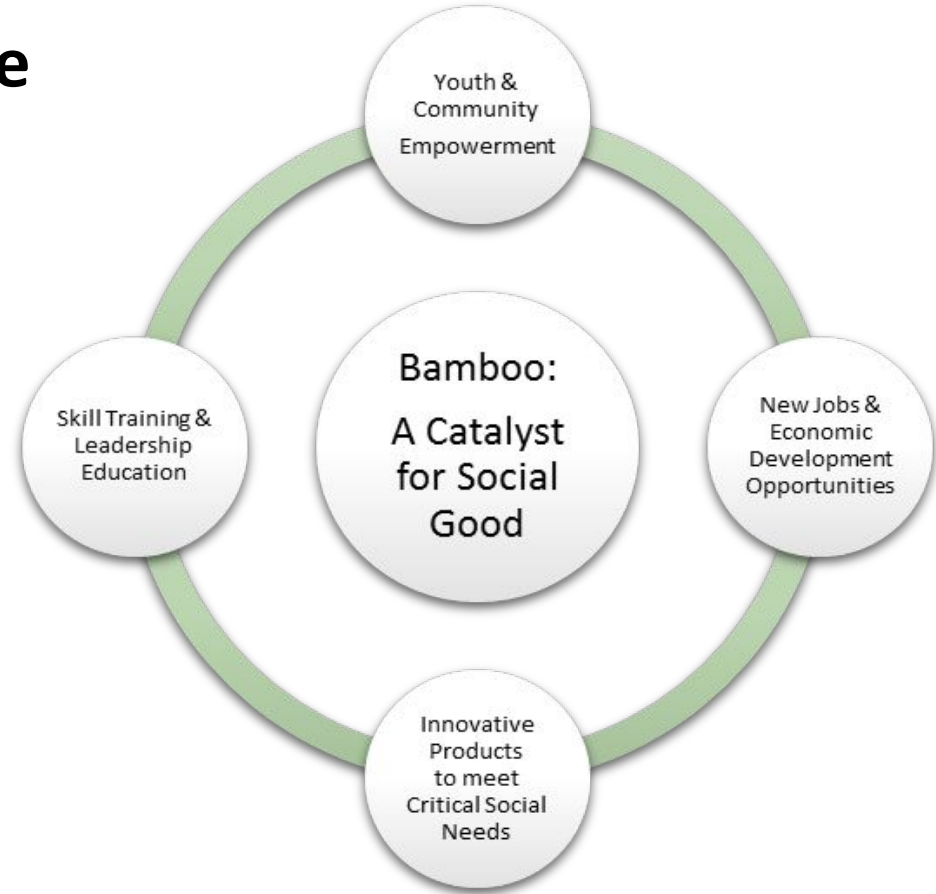 e
Youth &
Community
Empowerment
Bamboo:
A Catalyst
for Social
Good
Skill Training &
Leadership
Education
New Jobs &
Economic
Development
Opportunities
Innovative
Products
to meet
Critical Social
Needs